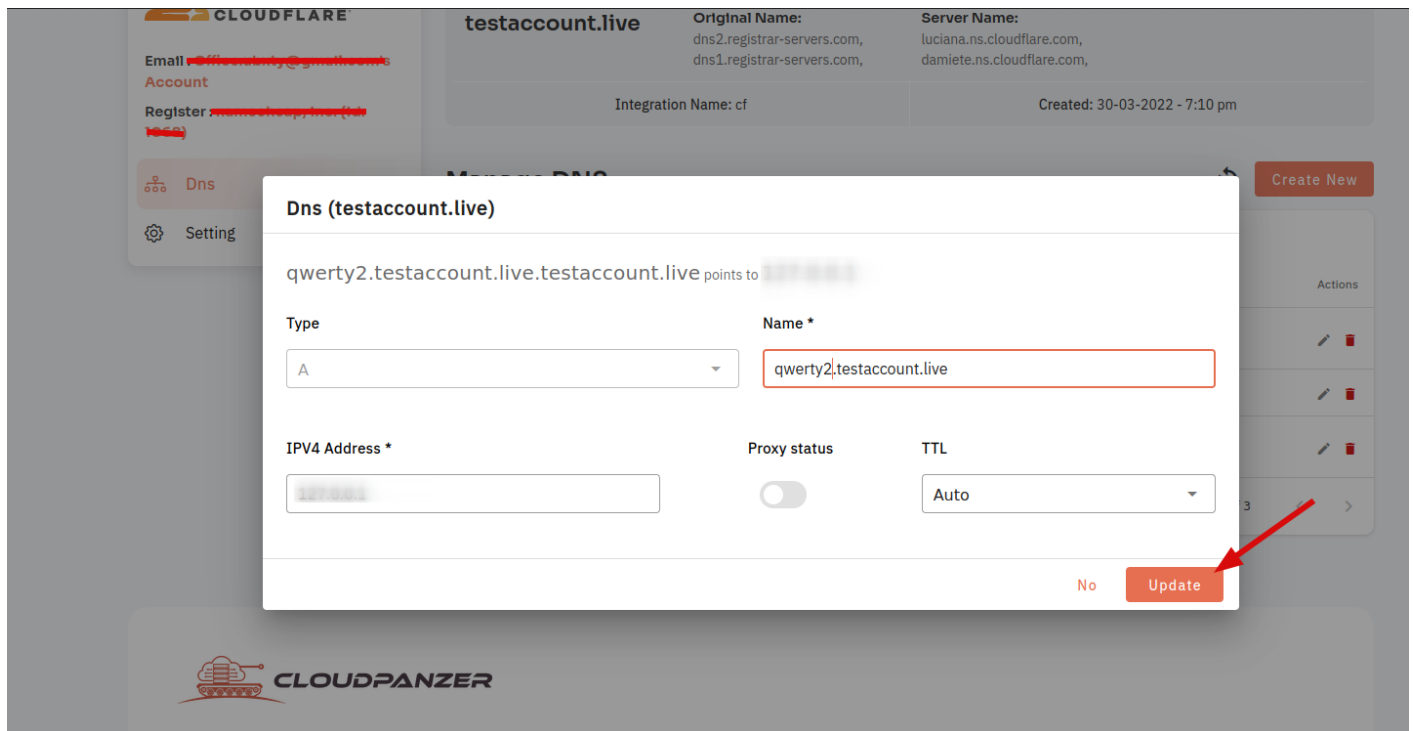 CLOUDFLARE
Email :
Account
Register :
Dns
Setting
testaccount.live
Original Name:
dns2.registrar-servers.com,
dns1.registrar-servers.com,
Server Name:
luciana.ns.cloudflare.com,
damiete.ns.cloudflare.com,
Integration Name: cf
Created: 30-03-2022 - 7:10 pm
Manage DNS
Create New
Actions
3
Dns (testaccount.live)
qwerty2.testaccount.live.testaccount.live points to
Type
Name *
A
qwerty2.testaccount.live
IPV4 Address *
Proxy status
TTL
Auto
No
Update
CLOUDPANZER